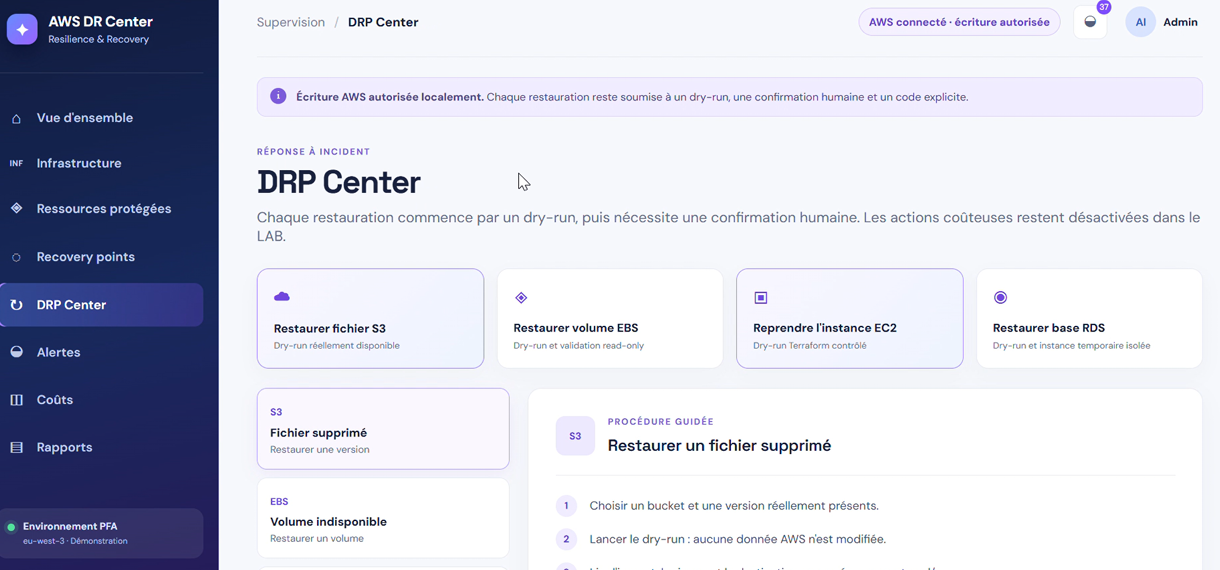 AWS DR Center
Resilience & Recovery
Vue d'ensemble
INF Infrastructure
Ressources protégées
Recovery points
DRP Center
Alertes
Coûts
Rapports
Environnement PFA
eu-west-3 · Démonstration
Supervision / DRP Center
AWS connecté · écriture autorisée
37
AI Admin
i Écriture AWS autorisée localement. Chaque restauration reste soumise à un dry-run, une confirmation humaine et un code explicite.
RÉPONSE À INCIDENT
DRP Center
Chaque restauration commence par un dry-run, puis nécessite une confirmation humaine. Les actions coûteuses restent désactivées dans le
LAB.
Restaurer fichier S3
Dry-run réellement disponible
Restaurer volume EBS
Dry-run et validation read-only
Reprendre l'instance EC2
Dry-run Terraform contrôlé
Restaurer base RDS
Dry-run et instance temporaire isolée
S3
Fichier supprimé
Restaurer une version
EBS
Volume indisponible
Restaurer un volume
S3
PROCÉDURE GUIDÉE
Restaurer un fichier supprimé
1 Choisir un bucket et une version réellement présents.
2 Lancer le dry-run : aucune donnée AWS n'est modifiée.